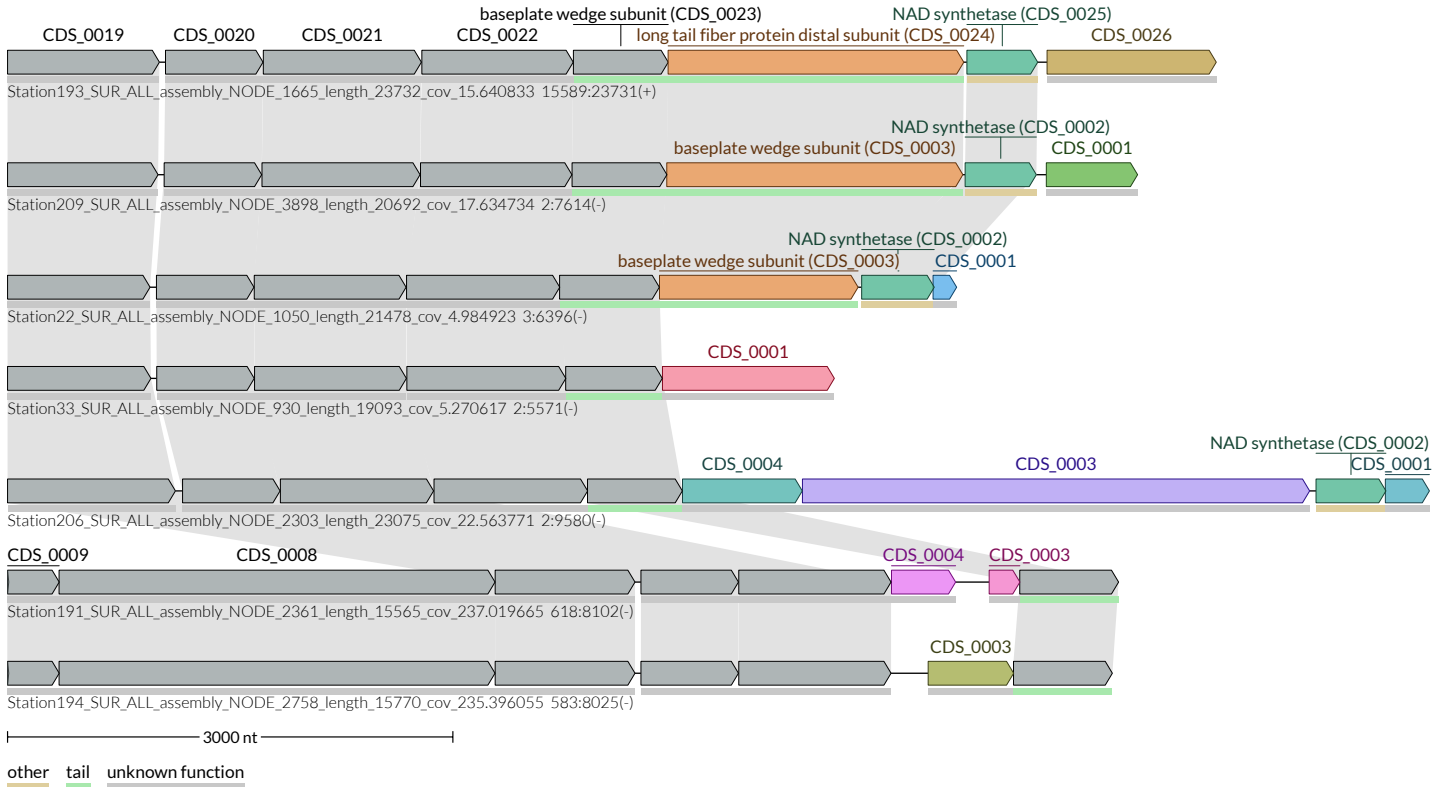 baseplate wedge subunit (CDS_0023) NAD synthetase (CDS_0025)
CDS_0019 CDS_0020 CDS_0021 CDS_0022 long tail fiber protein distal subunit (CDS_0024) CDS_0026
Station193_SUR_ALL_assembly_NODE_1665_length_23732_cov_15.640833 15589:23731(+)
NAD synthetase (CDS_0002)
baseplate wedge subunit (CDS_0003) CDS_0001
Station209_SUR_ALL_assembly_NODE_3898_length_20692_cov_17.634734 2:7614(-)
NAD synthetase (CDS_0002)
baseplate wedge subunit (CDS_0003) CDS_0001
Station22_SUR_ALL_assembly_NODE_1050_length_21478_cov_4.984923 3:6396(-)
CDS_0001
Station33_SUR_ALL_assembly_NODE_930_length_19093_cov_5.270617 2:5571(-)
NAD synthetase (CDS_0002)
CDS_0004 CDS_0003 CDS_0001
Station206_SUR_ALL_assembly_NODE_2303_length_23075_cov_22.563771 2:9580(-)
CDS_0009 CDS_0008 CDS_0004 CDS_0003
Station191_SUR_ALL_assembly_NODE_2361_length_15565_cov_237.019665 618:8102(-)
CDS_0003
Station194_SUR_ALL_assembly_NODE_2758_length_15770_cov_235.396055 583:8025(-)
3000 nt
other tail unknown function